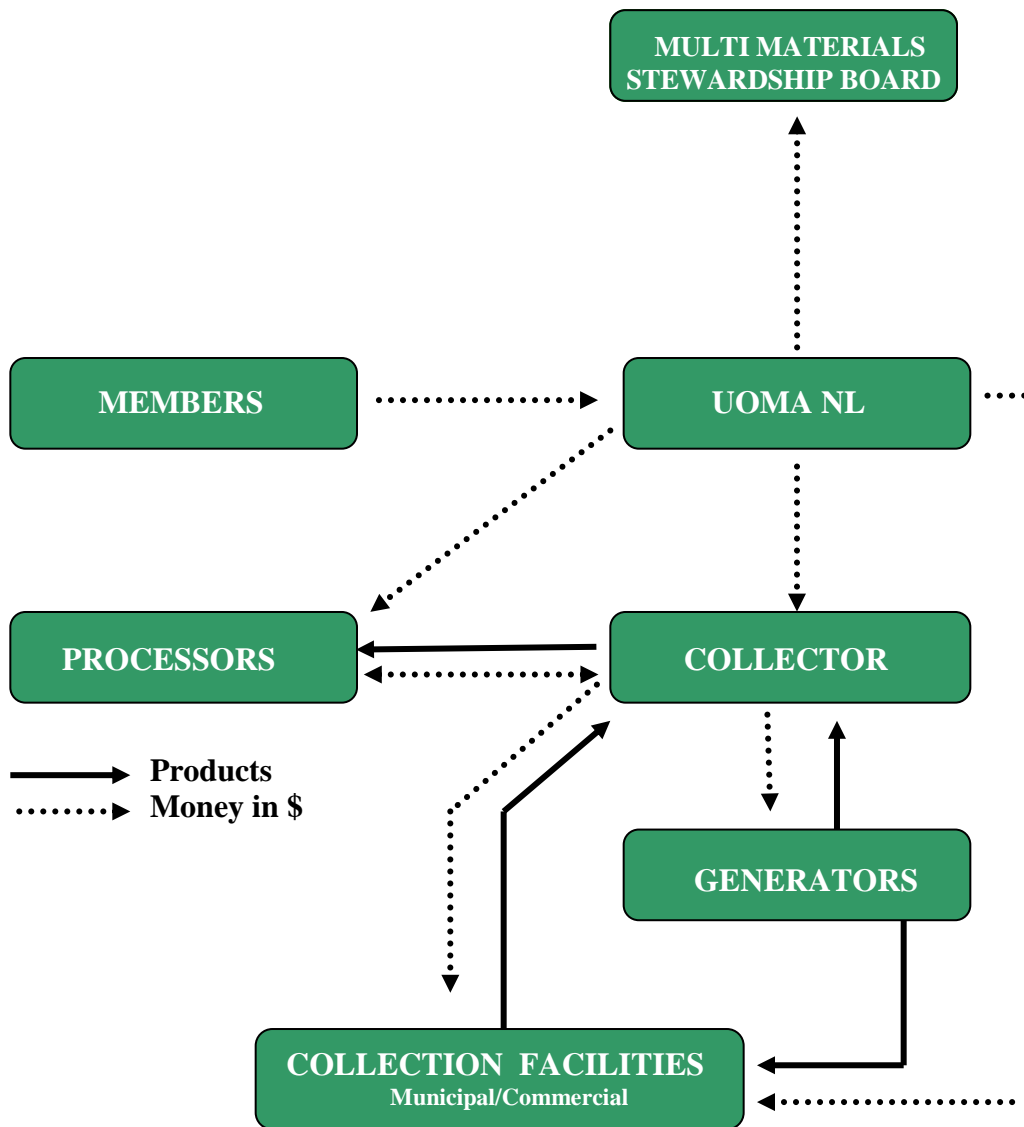 MULTI MATERIALS
STEWARDSHIP BOARD
MEMBERS
UOMA NL
PROCESSORS
COLLECTOR
Products
Money in $
GENERATORS
COLLECTION FACILITIES
Municipal/Commercial